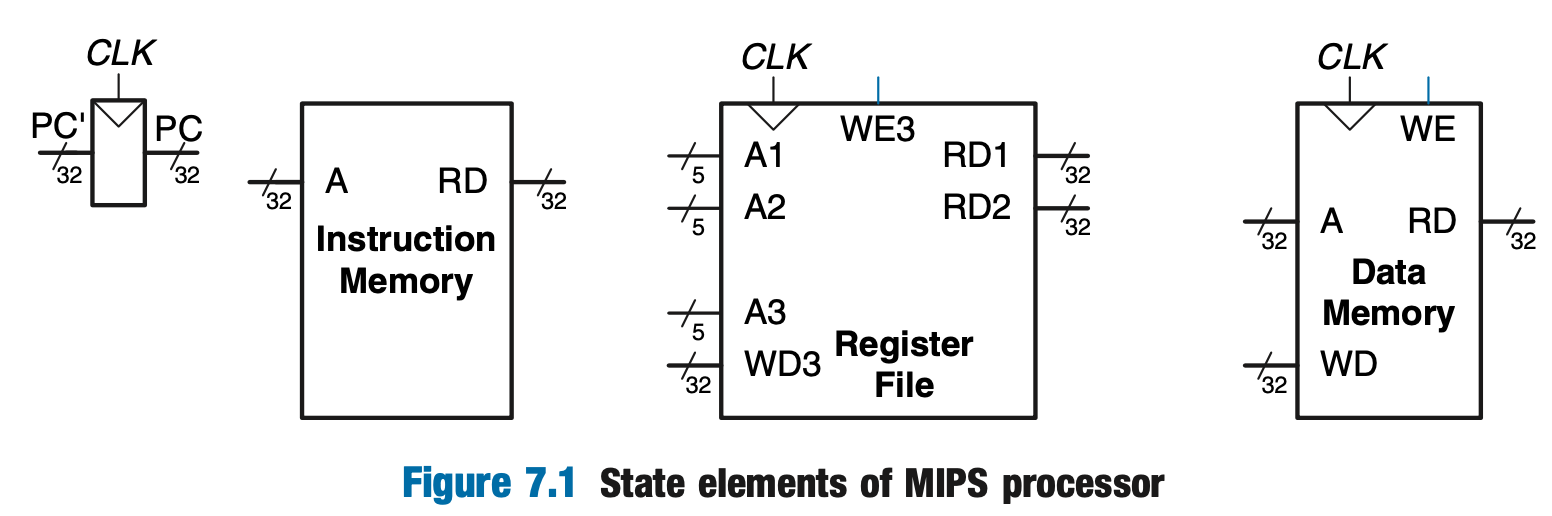 CLK
PC'
PC
32
32
A
RD
32
32
Instruction
Memory
CLK
WE3
A1
RD1
5
32
A2
RD2
5
32
A3
5
WD3
32
Register
File
CLK
WE
A
RD
32
32
Data
Memory
WD
32
Figure 7.1 State elements of MIPS processor